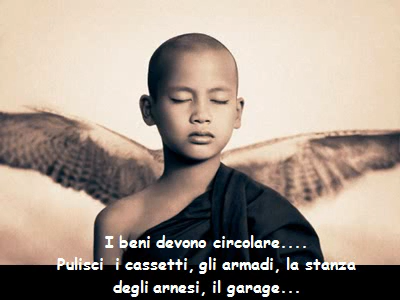 I beni devono circolare....
Pulisci i cassetti, gli armadi, la stanza
degli arnesi, il garage...